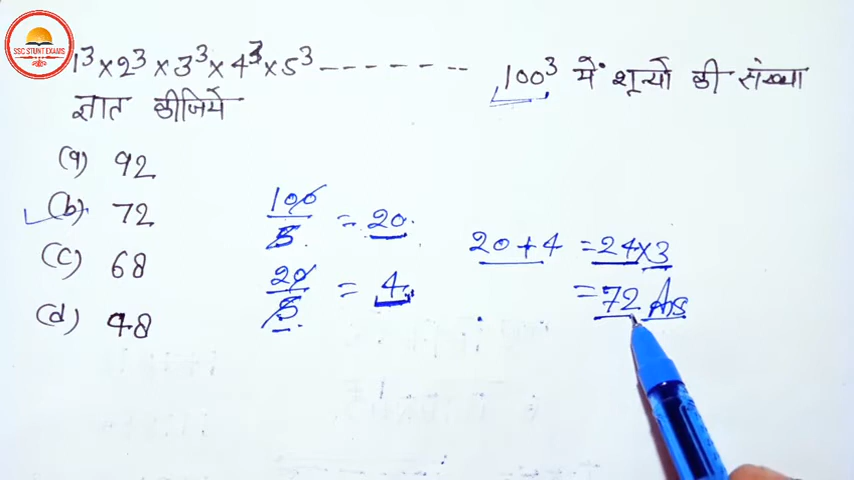 SSC STUNT EXAMS
1³ × 2³ × 3³ × 4³ × 5³ ------- 100³ में शून्यो की संख्या
ज्ञात कीजिये
(a) 92
(b) 72
(c) 68
(d) 48
100/5 = 20
20/5 = 4
20+4 = 24×3
= 72 Ans